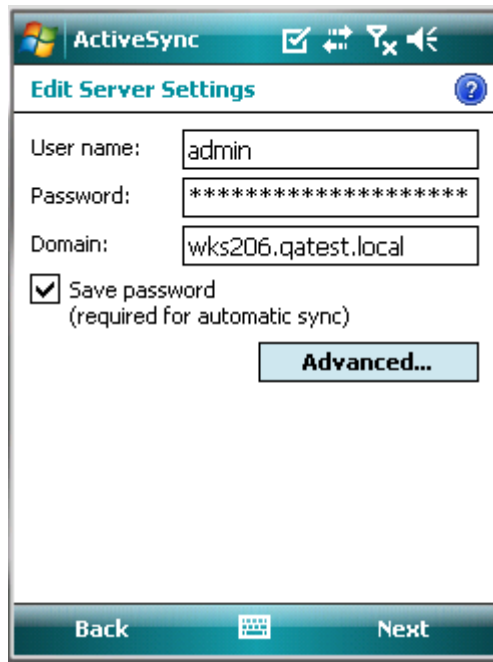 ActiveSync
Edit Server Settings
?
User name: admin
Password: ********************
Domain: wks206.qatest.local
Save password
(required for automatic sync)
Advanced...
Back Next